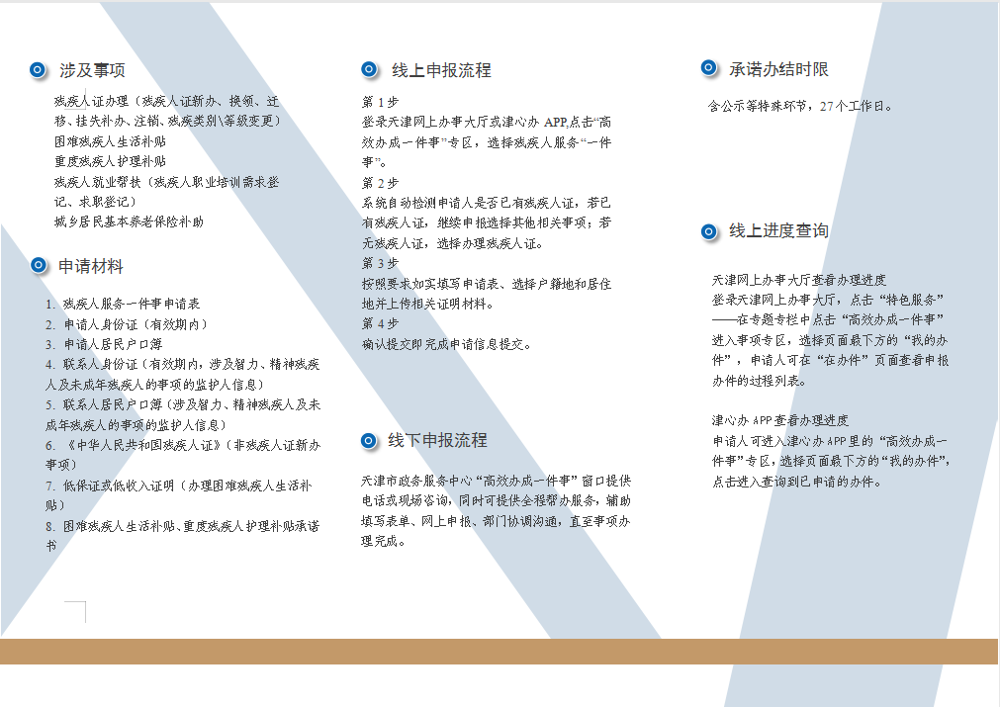 涉及事项
残疾人证办理（残疾人证新办、换领、迁
移、挂失补办、注销、残疾类别\等级变更）
困难残疾人生活补贴
重度残疾人护理补贴
残疾人就业帮扶（残疾人职业培训需求登
记、求职登记）
城乡居民基本养老保险补助
申请材料
1. 残疾人服务一件事申请表
2. 申请人身份证（有效期内）
3. 申请人居民户口簿
4. 联系人身份证（有效期内，涉及智力、精神残疾
人及未成年残疾人的事项的监护人信息）
5. 联系人居民户口簿（涉及智力、精神残疾人及未
成年残疾人的事项的监护人信息）
6. 《中华人民共和国残疾人证》（非残疾人证新办
事项）
7. 低保证或低收入证明（办理困难残疾人生活补
贴）
8. 困难残疾人生活补贴、重度残疾人护理补贴承诺
书
线上申报流程
第 1 步
登录天津网上办事大厅或津心办 APP,点击“高
效办成一件事”专区，选择残疾人服务“一件
事”。
第 2 步
系统自动检测申请人是否已有残疾人证，若已
有残疾人证，继续申报选择其他相关事项；若
无残疾人证，选择办理残疾人证。
第 3 步
按照要求如实填写申请表、选择户籍地和居住
地并上传相关证明材料。
第 4 步
确认提交即完成申请信息提交。
线下申报流程
天津市政务服务中心“高效办成一件事”窗口提供
电话或现场咨询，同时可提供全程帮办服务，辅助
填写表单、网上申报、部门协调沟通，直至事项办
理完成。
承诺办结时限
含公示等特殊环节，27个工作日。
线上进度查询
天津网上办事大厅查看办理进度
登录天津网上办事大厅，点击“特色服务”
——在专题专栏中点击“高效办成一件事”
进入事项专区，选择页面最下方的“我的办
件”，申请人可在“在办件”页面查看申报
办件的过程列表。
津心办 APP 查看办理进度
申请人可进入津心办 APP 里的“高效办成一
件事”专区，选择页面最下方的“我的办件”，
点击进入查询到已申请的办件。